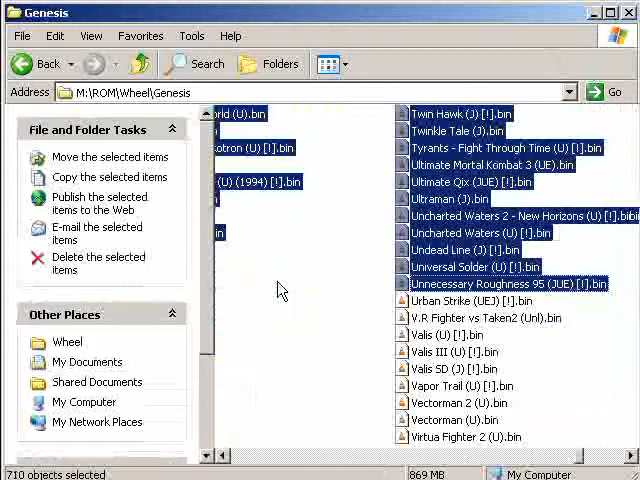 Genesis
File Edit View Favorites Tools Help
Back Search Folders
Address M:\ROM\Wheel\Genesis Go
File and Folder Tasks
Move the selected items
Copy the selected items
Publish the selected
items to the Web
E-mail the selected
items
Delete the selected
items
Other Places
Wheel
My Documents
Shared Documents
My Computer
My Network Places
orld (U).bin
otron (U) [!].bin
(U) (1994) [!].bin
in
Twin Hawk (J) [!].bin
Twinkle Tale (J).bin
Tyrants - Fight Through Time (U) [!].bin
Ultimate Mortal Kombat 3 (UE).bin
Ultimate Qix (JUE) [!].bin
Ultraman (J).bin
Uncharted Waters 2 - New Horizons (U) [!].bibii
Uncharted Waters (U) [!].bin
Undead Line (J) [!].bin
Universal Solder (U) [!].bin
Unnecessary Roughness 95 (JUE) [!].bin
Urban Strike (UEJ) [!].bin
V.R Fighter vs Taken2 (Unl).bin
Valis (U) [!].bin
Valis III (U) [!].bin
Valis SD (J) [!].bin
Vapor Trail (U) [!].bin
Vectorman 2 (U).bin
Vectorman (U).bin
Virtua Fighter 2 (U).bin
710 objects selected 869 MB My Computer